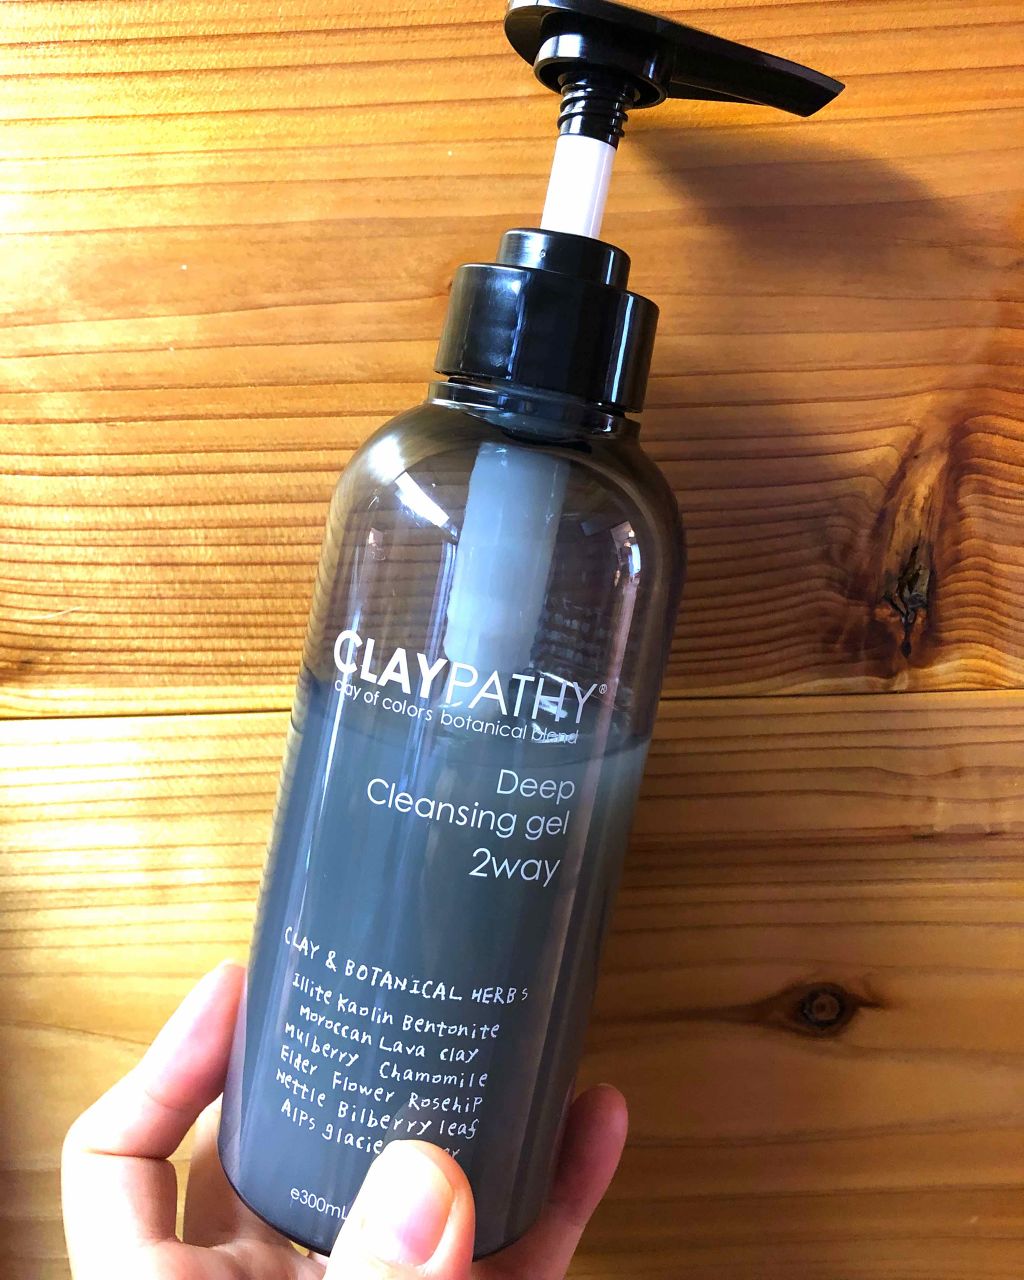 CLAYPATHY®
clay of colors botanical blend
Deep
Cleansing gel
2way
CLAY & BOTANICAL HERBS
Illite Kaolin Bentonite
Moroccan Lava clay
Mulberry Chamomile
Elder Flower Rosehip
Nettle Bilberry leaf
Alps
e300mL